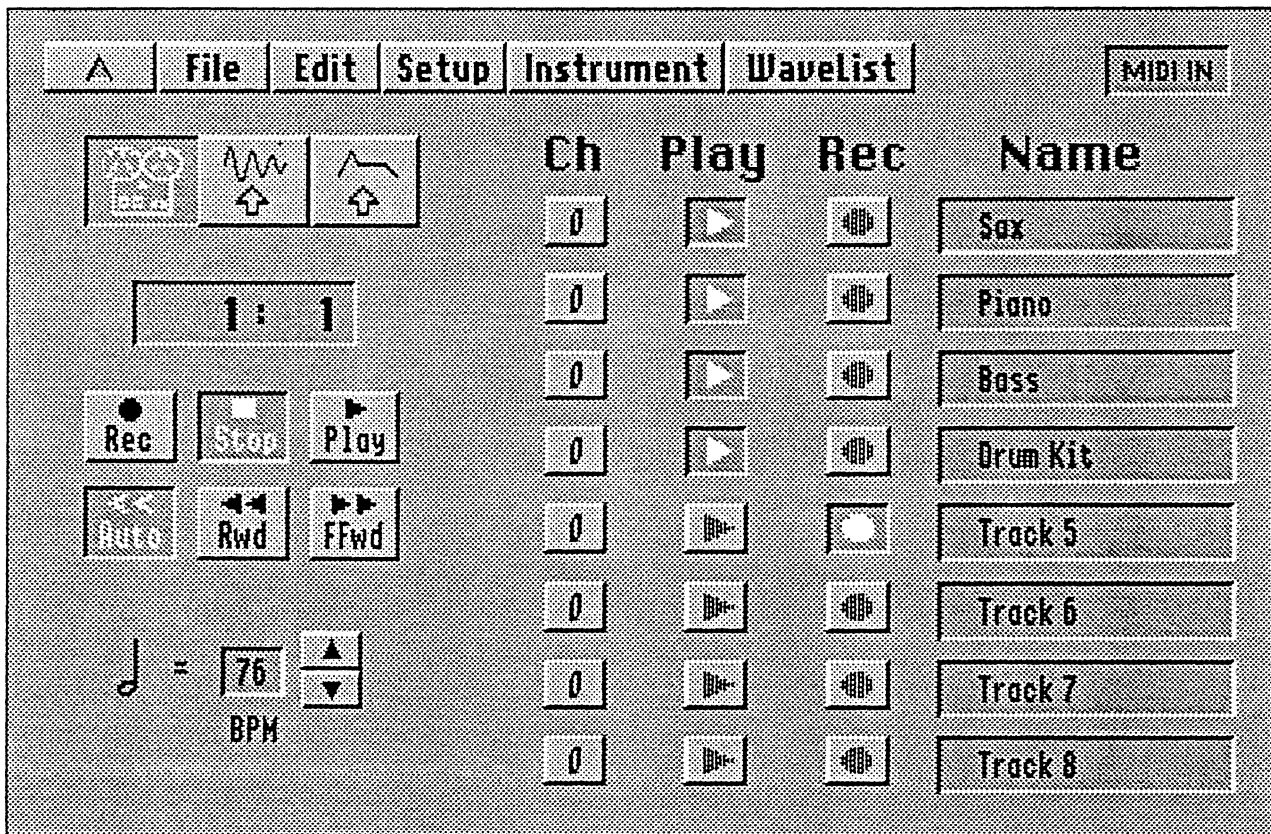 A File Edit Setup Instrument WaveList MIDI IN
Ch Play Rec Name
0 Sax
1: 1
0 Piano
0 Bass
Rec Stop Play
0 Drum Kit
<< Auto Rwd FFwd
0 Track 5
0 Track 6
= 76
BPM
0 Track 7
0 Track 8